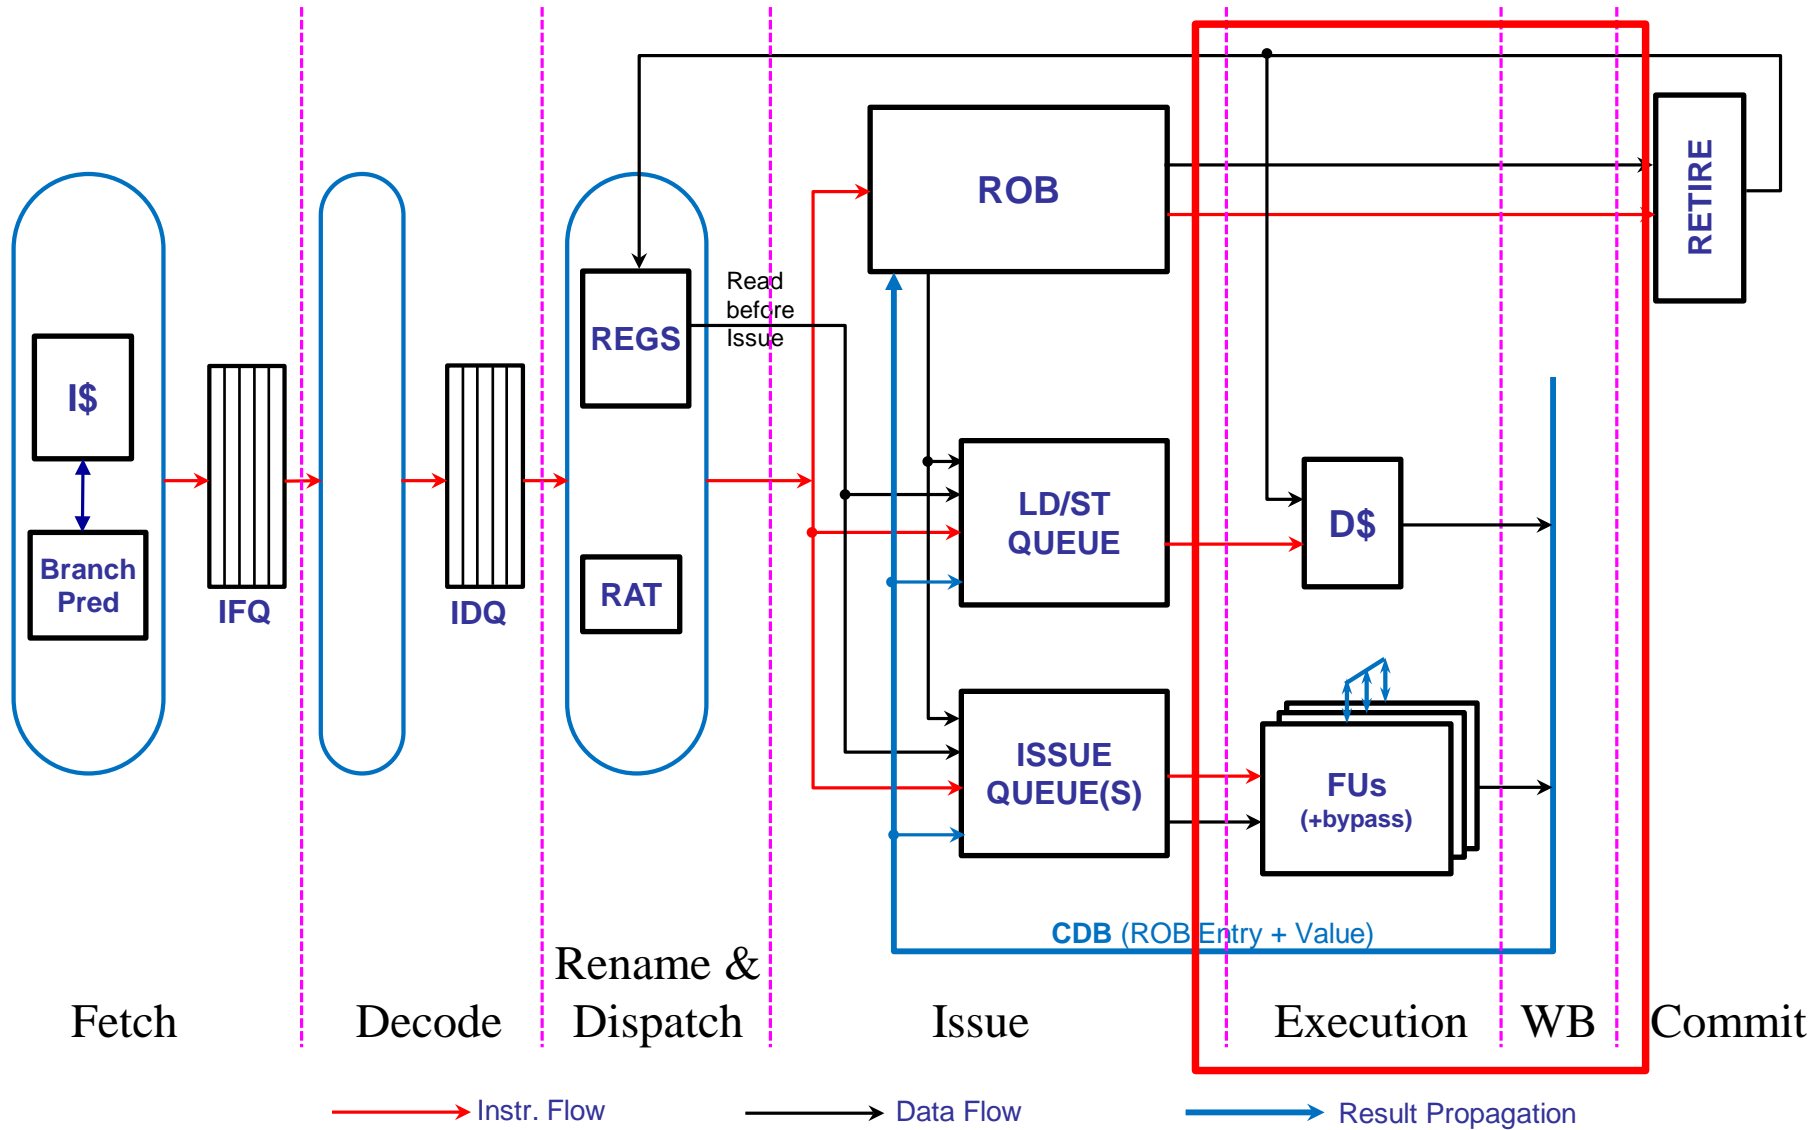 ROB
RETIRE
Read
before
Issue
REGS
I$
LD/ST
QUEUE
D$
Branch
Pred
IFQ
IDQ
RAT
ISSUE
QUEUE(S)
FUs
(+bypass)
CDB (ROB Entry + Value)
Fetch
Decode
Rename &
Dispatch
Issue
Execution
WB
Commit
Instr. Flow
Data Flow
Result Propagation